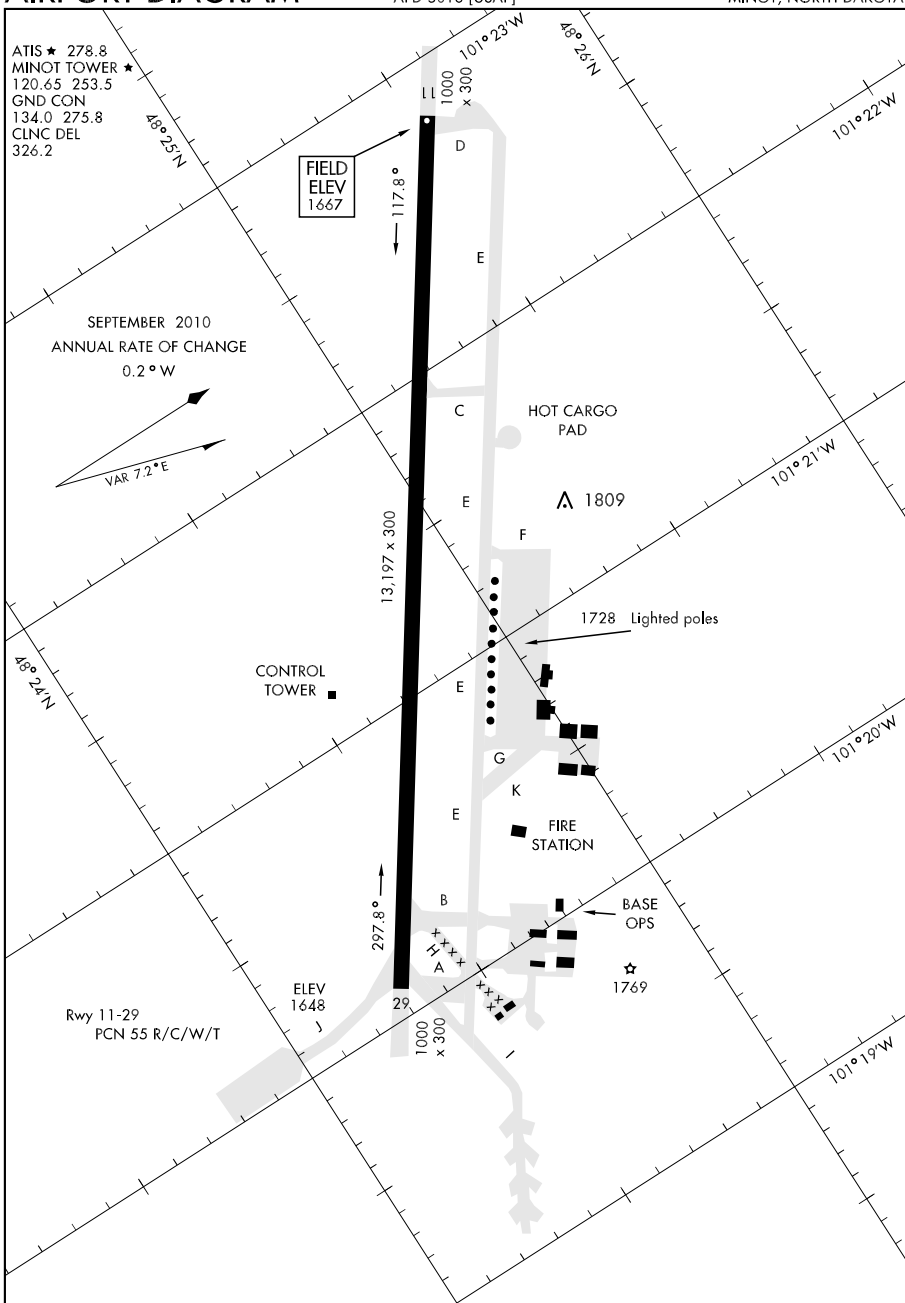 AIRPORT DIAGRAM
AFD-3010 [USAF]
MINOT, NORTH DAKOTA
ATIS ★ 278.8
MINOT TOWER ★
120.65 253.5
GND CON
134.0 275.8
CLNC DEL
326.2
101° 23'W
48° 26'N
101° 22'W
48° 25'N
11
1000
x 300
FIELD
ELEV
1667
D
117.8°
E
SEPTEMBER 2010
ANNUAL RATE OF CHANGE
0.2° W
VAR 7.2° E
C
HOT CARGO
PAD
101° 21'W
E
1809
F
13,197 x 300
1728 Lighted poles
48° 24'N
CONTROL
TOWER
E
101° 20'W
G
K
E
FIRE
STATION
297.8°
B
BASE
OPS
x x x x
H
A
x x x x
1769
ELEV
1648
29
J
Rwy 11-29
PCN 55 R/C/W/T
1000
x 300
I
101° 19'W